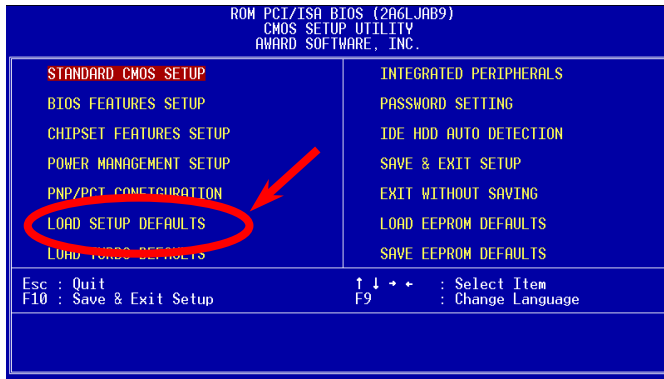 ROM PCI/ISA BIOS (2A6LJAB9)
CMOS SETUP UTILITY
AWARD SOFTWARE, INC.
STANDARD CMOS SETUP
BIOS FEATURES SETUP
CHIPSET FEATURES SETUP
POWER MANAGEMENT SETUP
PNP/PCI CONFIGURATION
LOAD SETUP DEFAULTS
LOAD TURBO DEFAULTS
INTEGRATED PERIPHERALS
PASSWORD SETTING
IDE HDD AUTO DETECTION
SAVE & EXIT SETUP
EXIT WITHOUT SAVING
LOAD EEPROM DEFAULTS
SAVE EEPROM DEFAULTS
Esc : Quit
F10 : Save & Exit Setup
↑ ↓ → ← : Select Item
F9 : Change Language